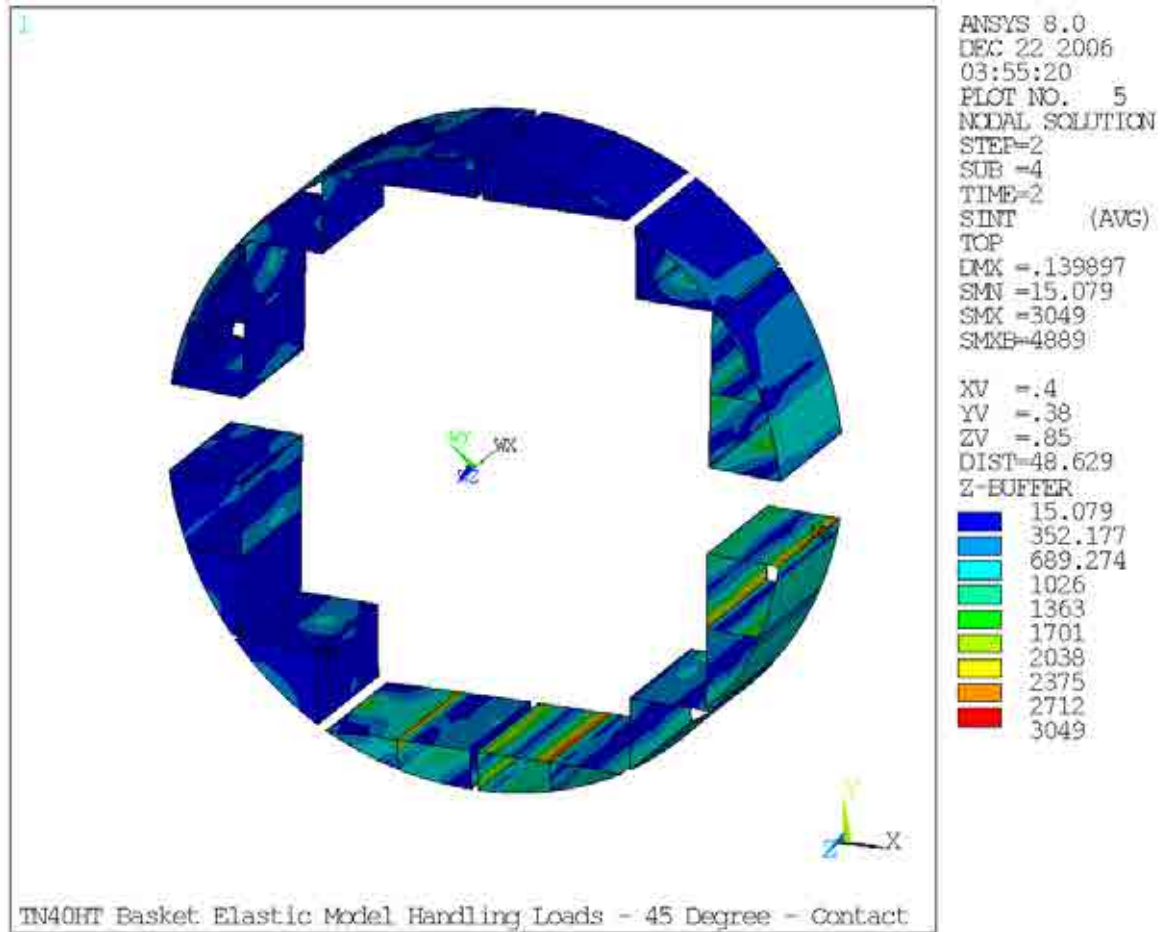 1
ANSYS 8.0
DEC 22 2006
03:55:20
PLOT NO. 5
NODAL SOLUTION
STEP=2
SUB =4
TIME=2
SINT (AVG)
TOP
DMX =.139897
SMN =15.079
SMX =3049
SMXB=4889
XV =.4
YV =.38
ZV =.85
DIST=48.629
Z-BUFFER
15.079
352.177
689.274
1026
1363
1701
2038
2375
2712
3049
WY
WX
Y
Z
X
TN40HT Basket Elastic Model Handling Loads - 45 Degree - Contact